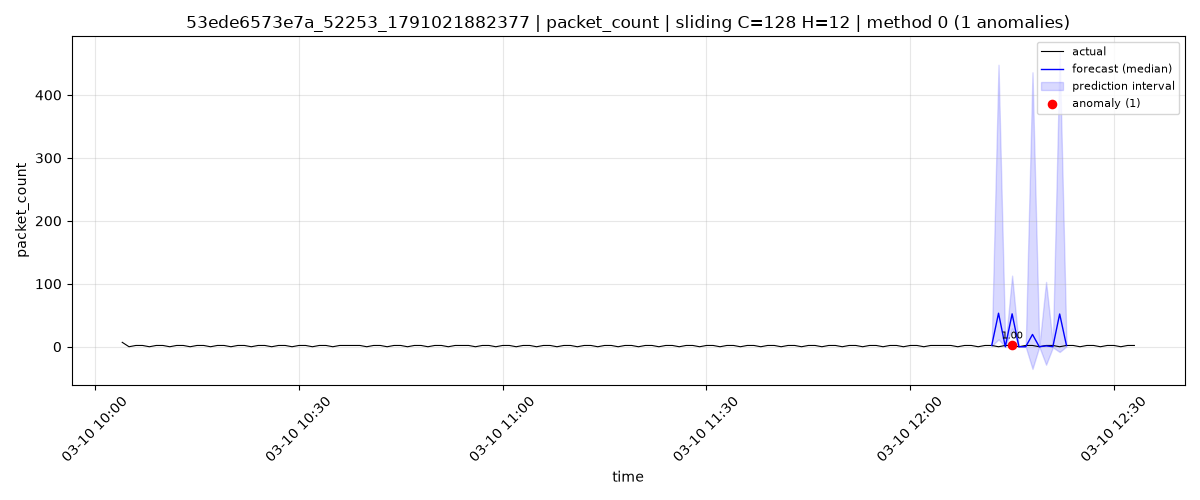 53ede6573e7a_52253_1791021882377 | packet_count | sliding C=128 H=12 | method 0 (1 anomalies)
actual
forecast (median)
prediction interval
anomaly (1)
packet_count
400
300
200
100
0
1.00
03-10 10:00
03-10 10:30
03-10 11:00
03-10 11:30
03-10 12:00
03-10 12:30
time